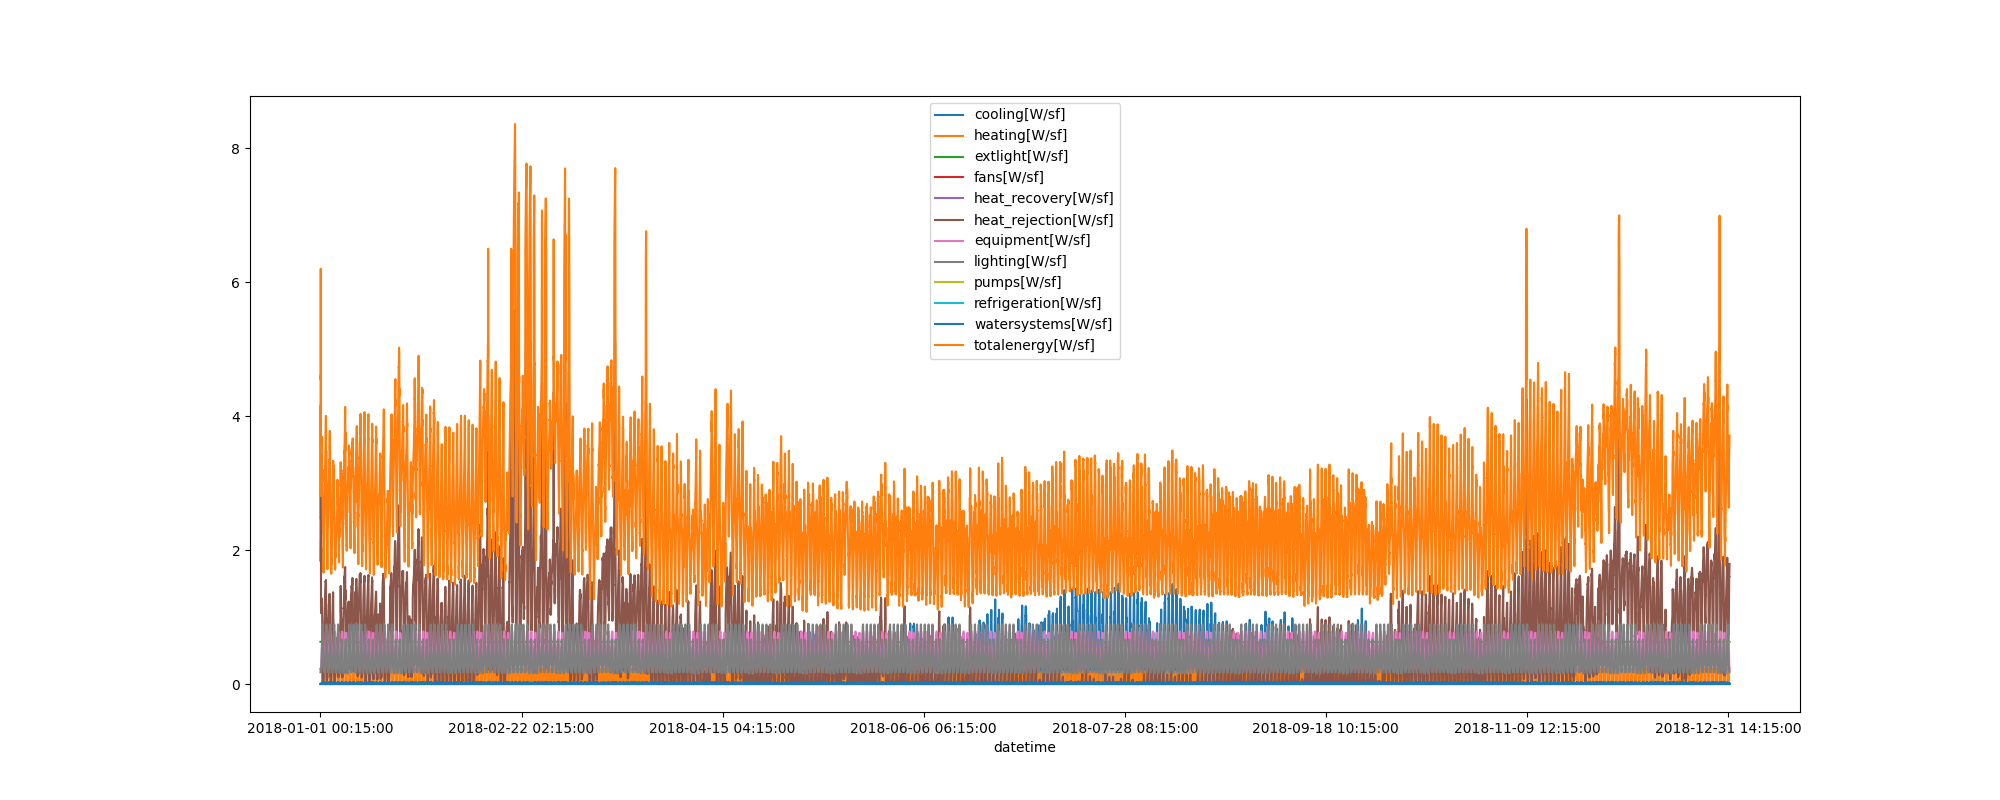 8
6
4
2
0
cooling[W/sf]
heating[W/sf]
extlight[W/sf]
fans[W/sf]
heat_recovery[W/sf]
heat_rejection[W/sf]
equipment[W/sf]
lighting[W/sf]
pumps[W/sf]
refrigeration[W/sf]
watersystems[W/sf]
totalenergy[W/sf]
2018-01-01 00:15:00 2018-02-22 02:15:00 2018-04-15 04:15:00 2018-06-06 06:15:00 2018-07-28 08:15:00 2018-09-18 10:15:00 2018-11-09 12:15:00 2018-12-31 14:15:00
datetime